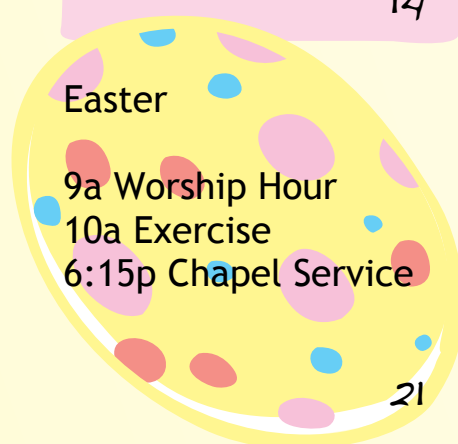 14
Easter
9a Worship Hour
10a Exercise
6:15p Chapel Service
21